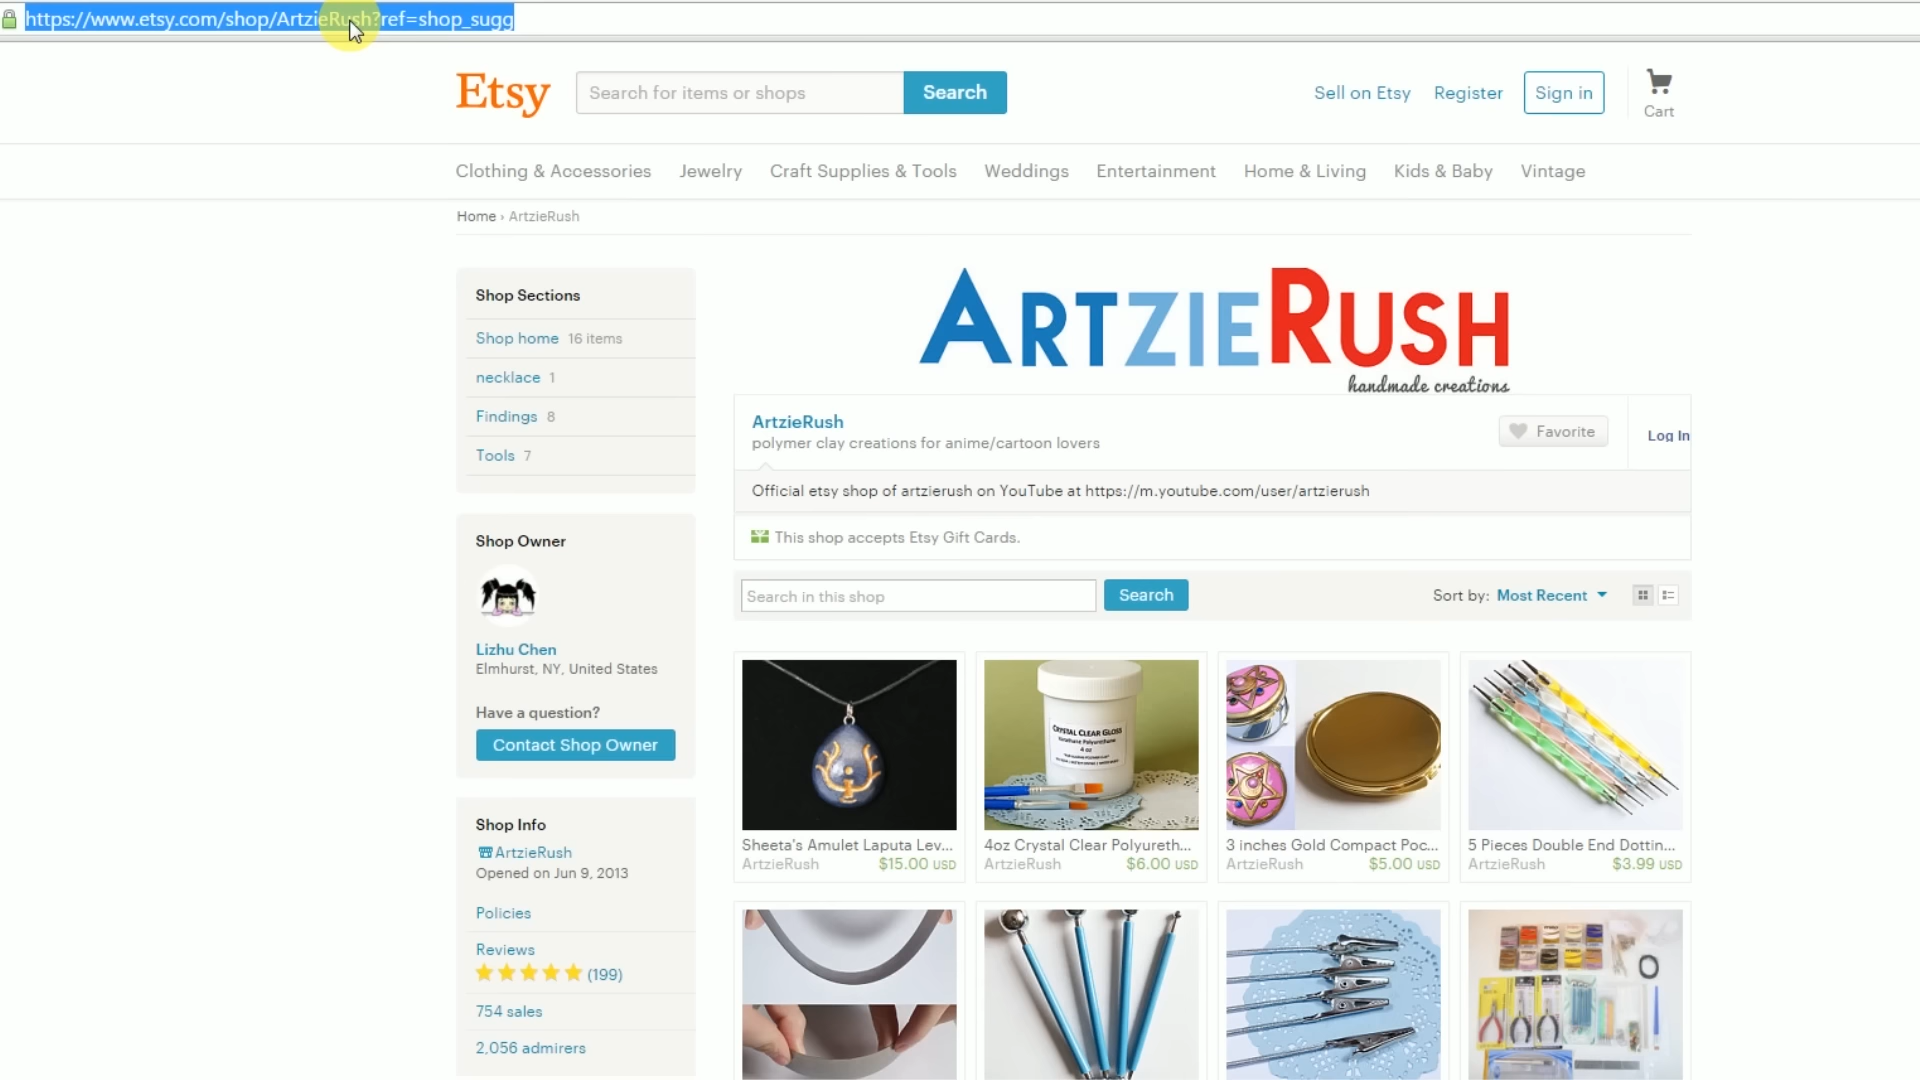 https://www.etsy.com/shop/ArtzieRush?ref=shop_sugg
Etsy
Search for items or shops
Search
Sell on Etsy
Register
Sign in
Cart
Clothing & Accessories Jewelry Craft Supplies & Tools Weddings Entertainment Home & Living Kids & Baby Vintage
Home › ArtzieRush
Shop Sections
Shop home 16 items
necklace 1
Findings 8
Tools 7
Shop Owner
Lizhu Chen
Elmhurst, NY, United States
Have a question?
Contact Shop Owner
Shop Info
ArtzieRush
Opened on Jun 9, 2013
Policies
Reviews
(199)
754 sales
2,056 admirers
ARTZIERUSH
handmade creations
ArtzieRush
polymer clay creations for anime/cartoon lovers
Favorite
Log In
Official etsy shop of artzierush on YouTube at https://m.youtube.com/user/artzierush
This shop accepts Etsy Gift Cards.
Search in this shop
Search
Sort by: Most Recent
CRYSTAL CLEAR GLOSS
4 oz
Sheeta's Amulet Laputa Lev...
ArtzieRush $15.00 USD
4oz Crystal Clear Polyureth...
ArtzieRush $6.00 USD
3 inches Gold Compact Poc...
ArtzieRush $5.00 USD
5 Pieces Double End Dottin...
ArtzieRush $3.99 USD